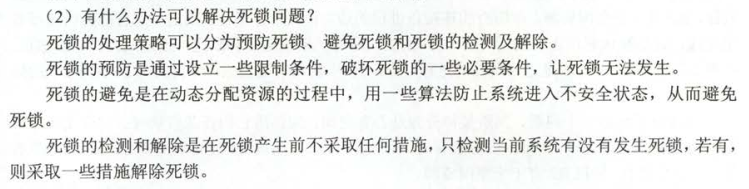 （2）有什么办法可以解决死锁问题？
死锁的处理策略可以分为预防死锁、避免死锁和死锁的检测及解除。
死锁的预防是通过设立一些限制条件，破坏死锁的一些必要条件，让死锁无法发生。
死锁的避免是在动态分配资源的过程中，用一些算法防止系统进入不安全状态，从而避免
死锁。
死锁的检测和解除是在死锁产生前不采取任何措施，只检测当前系统有没有发生死锁，若有，
则采取一些措施解除死锁。